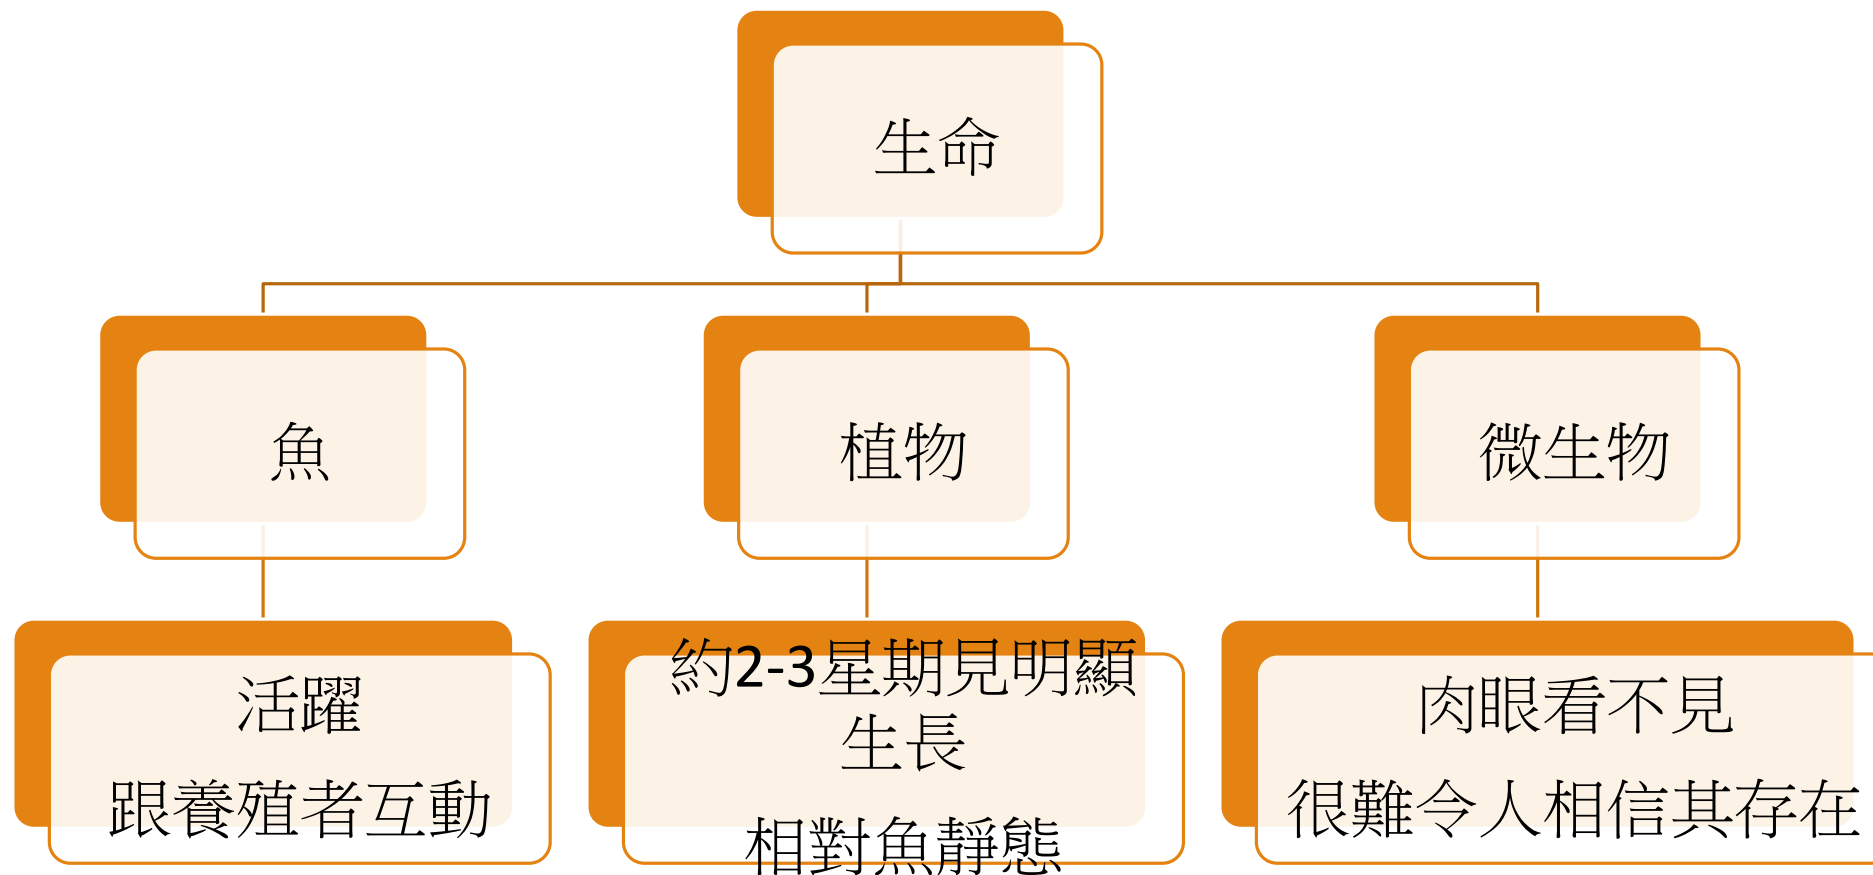 生命
魚
植物
微生物
活躍
跟養殖者互動
約2-3星期見明顯
生長
相對魚靜態
肉眼看不見
很難令人相信其存在